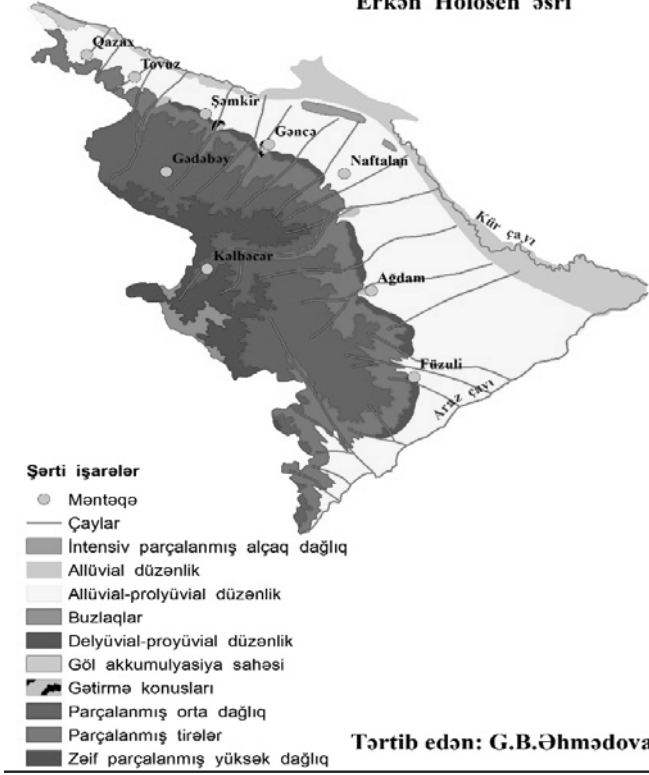 Erkən Holosen əsri
Qazax
Tovuz
Şəmkir
Gəncə
Gədəbəy
Naftalan
Kür çayı
Kəlbəcər
Ağdam
Füzuli
Araz çayı
Şərti işarələr
Məntəqə
Çaylar
İntensiv parçalanmış alçaq dağlıq
Allüvial düzənlik
Allüvial-prolyüvial düzənlik
Buzlaqlar
Delyüvial-proyüvial düzənlik
Göl akkumulyasiya sahəsi
Gətirmə konusları
Parçalanmış orta dağlıq
Parçalanmış tirələr
Zəif parçalanmış yüksək dağlıq
Tərtib edən: G.B.Əhmədova